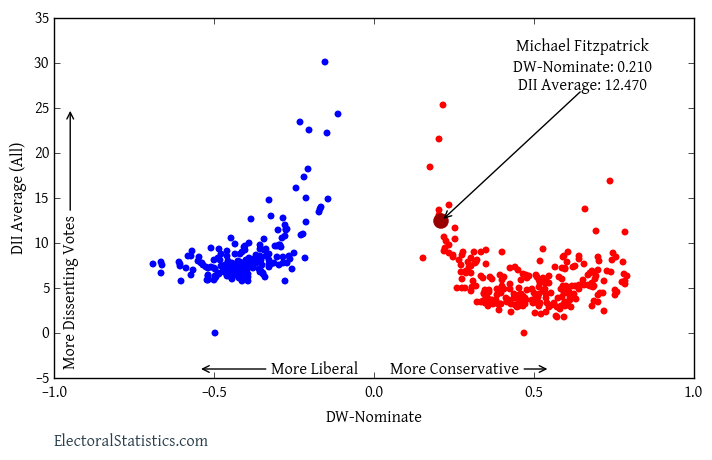 35
30
25
20
15
10
5
0
−5
DII Average (All)
More Dissenting Votes
Michael Fitzpatrick
DW-Nominate: 0.210
DII Average: 12.470
More Liberal
More Conservative
−1.0
−0.5
0.0
0.5
1.0
DW-Nominate
ElectoralStatistics.com